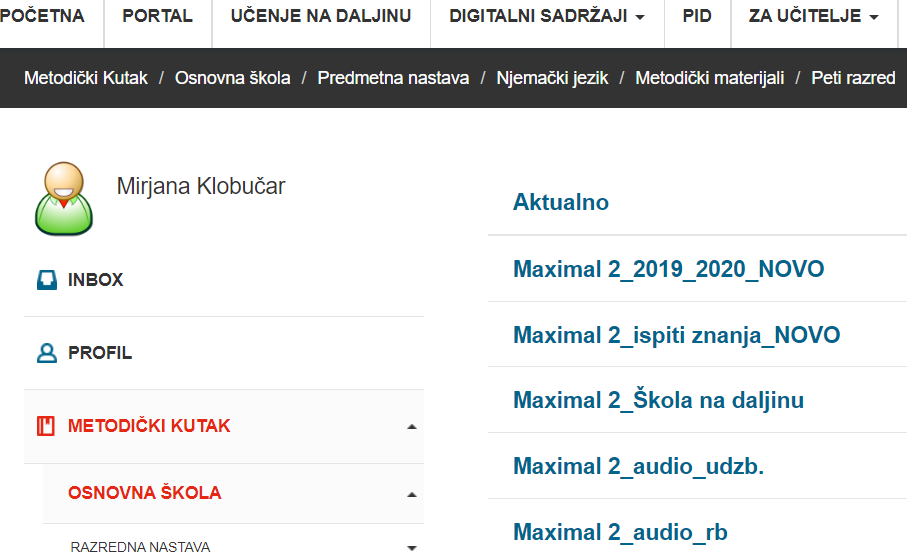 POČETNA PORTAL UČENJE NA DALJINU DIGITALNI SADRŽAJI PID ZA UČITELJE
Metodički Kutak / Osnovna škola / Predmetna nastava / Njemački jezik / Metodički materijali / Peti razred
Mirjana Klobučar
INBOX
PROFIL
METODIČKI KUTAK
OSNOVNA ŠKOLA
RAZREDNA NASTAVA
Aktualno
Maximal 2_2019_2020_NOVO
Maximal 2_ispiti znanja_NOVO
Maximal 2_Škola na daljinu
Maximal 2_audio_udzb.
Maximal 2_audio_rb